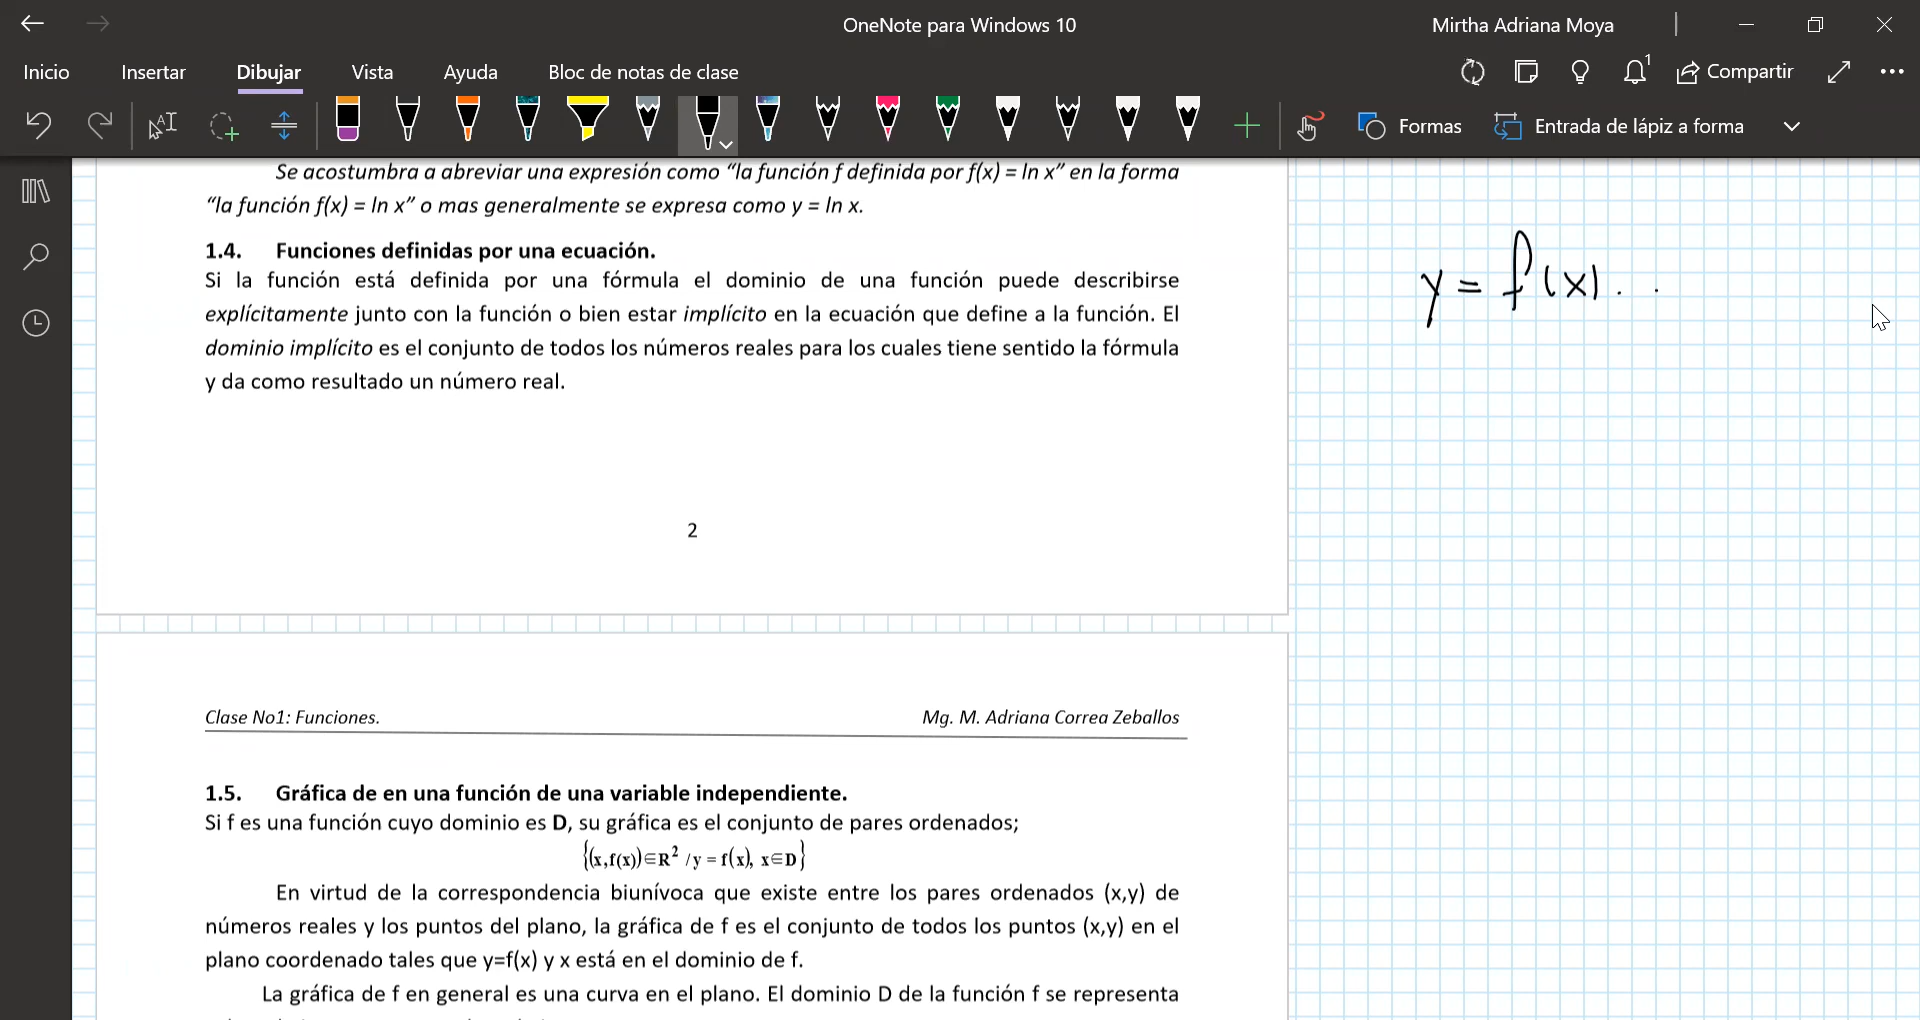 OneNote para Windows 10
Mirtha Adriana Moya
Inicio Insertar Dibujar Vista Ayuda Bloc de notas de clase
1 Compartir
Formas Entrada de lápiz a forma
Se acostumbra a abreviar una expresión como "la función f definida por f(x) = ln x" en la forma
"la función f(x) = ln x" o mas generalmente se expresa como y = ln x.
1.4. Funciones definidas por una ecuación.
Si la función está definida por una fórmula el dominio de una función puede describirse
explícitamente junto con la función o bien estar implícito en la ecuación que define a la función. El
dominio implícito es el conjunto de todos los números reales para los cuales tiene sentido la fórmula
y da como resultado un número real.
2
y = f(x). .
Clase No1: Funciones. Mg. M. Adriana Correa Zeballos
1.5. Gráfica de en una función de una variable independiente.
Si f es una función cuyo dominio es D, su gráfica es el conjunto de pares ordenados;
{(x,f(x))∈R² /y = f(x), x∈D}
En virtud de la correspondencia biunívoca que existe entre los pares ordenados (x,y) de
números reales y los puntos del plano, la gráfica de f es el conjunto de todos los puntos (x,y) en el
plano coordenado tales que y=f(x) y x está en el dominio de f.
La gráfica de f en general es una curva en el plano. El dominio D de la función f se representa